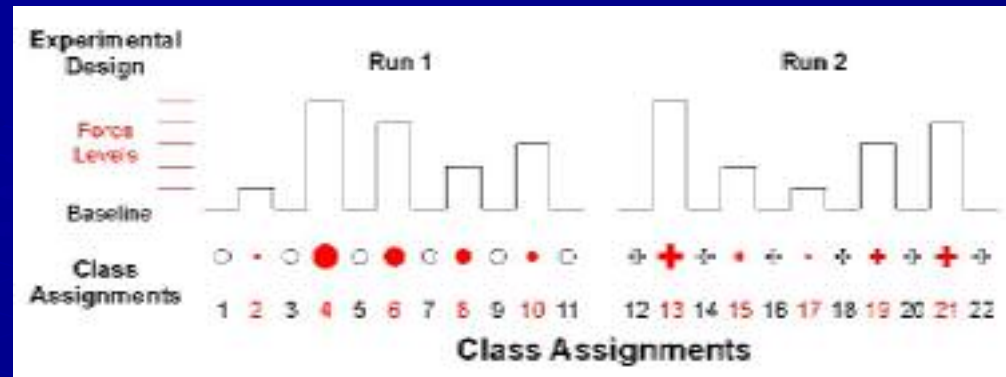 Experimental
Design
Run 1
Run 2
Force
Levels
Baseline
Class
Assignments
1 2 3 4 5 6 7 8 9 10 11
12 13 14 15 16 17 18 19 20 21 22
Class Assignments